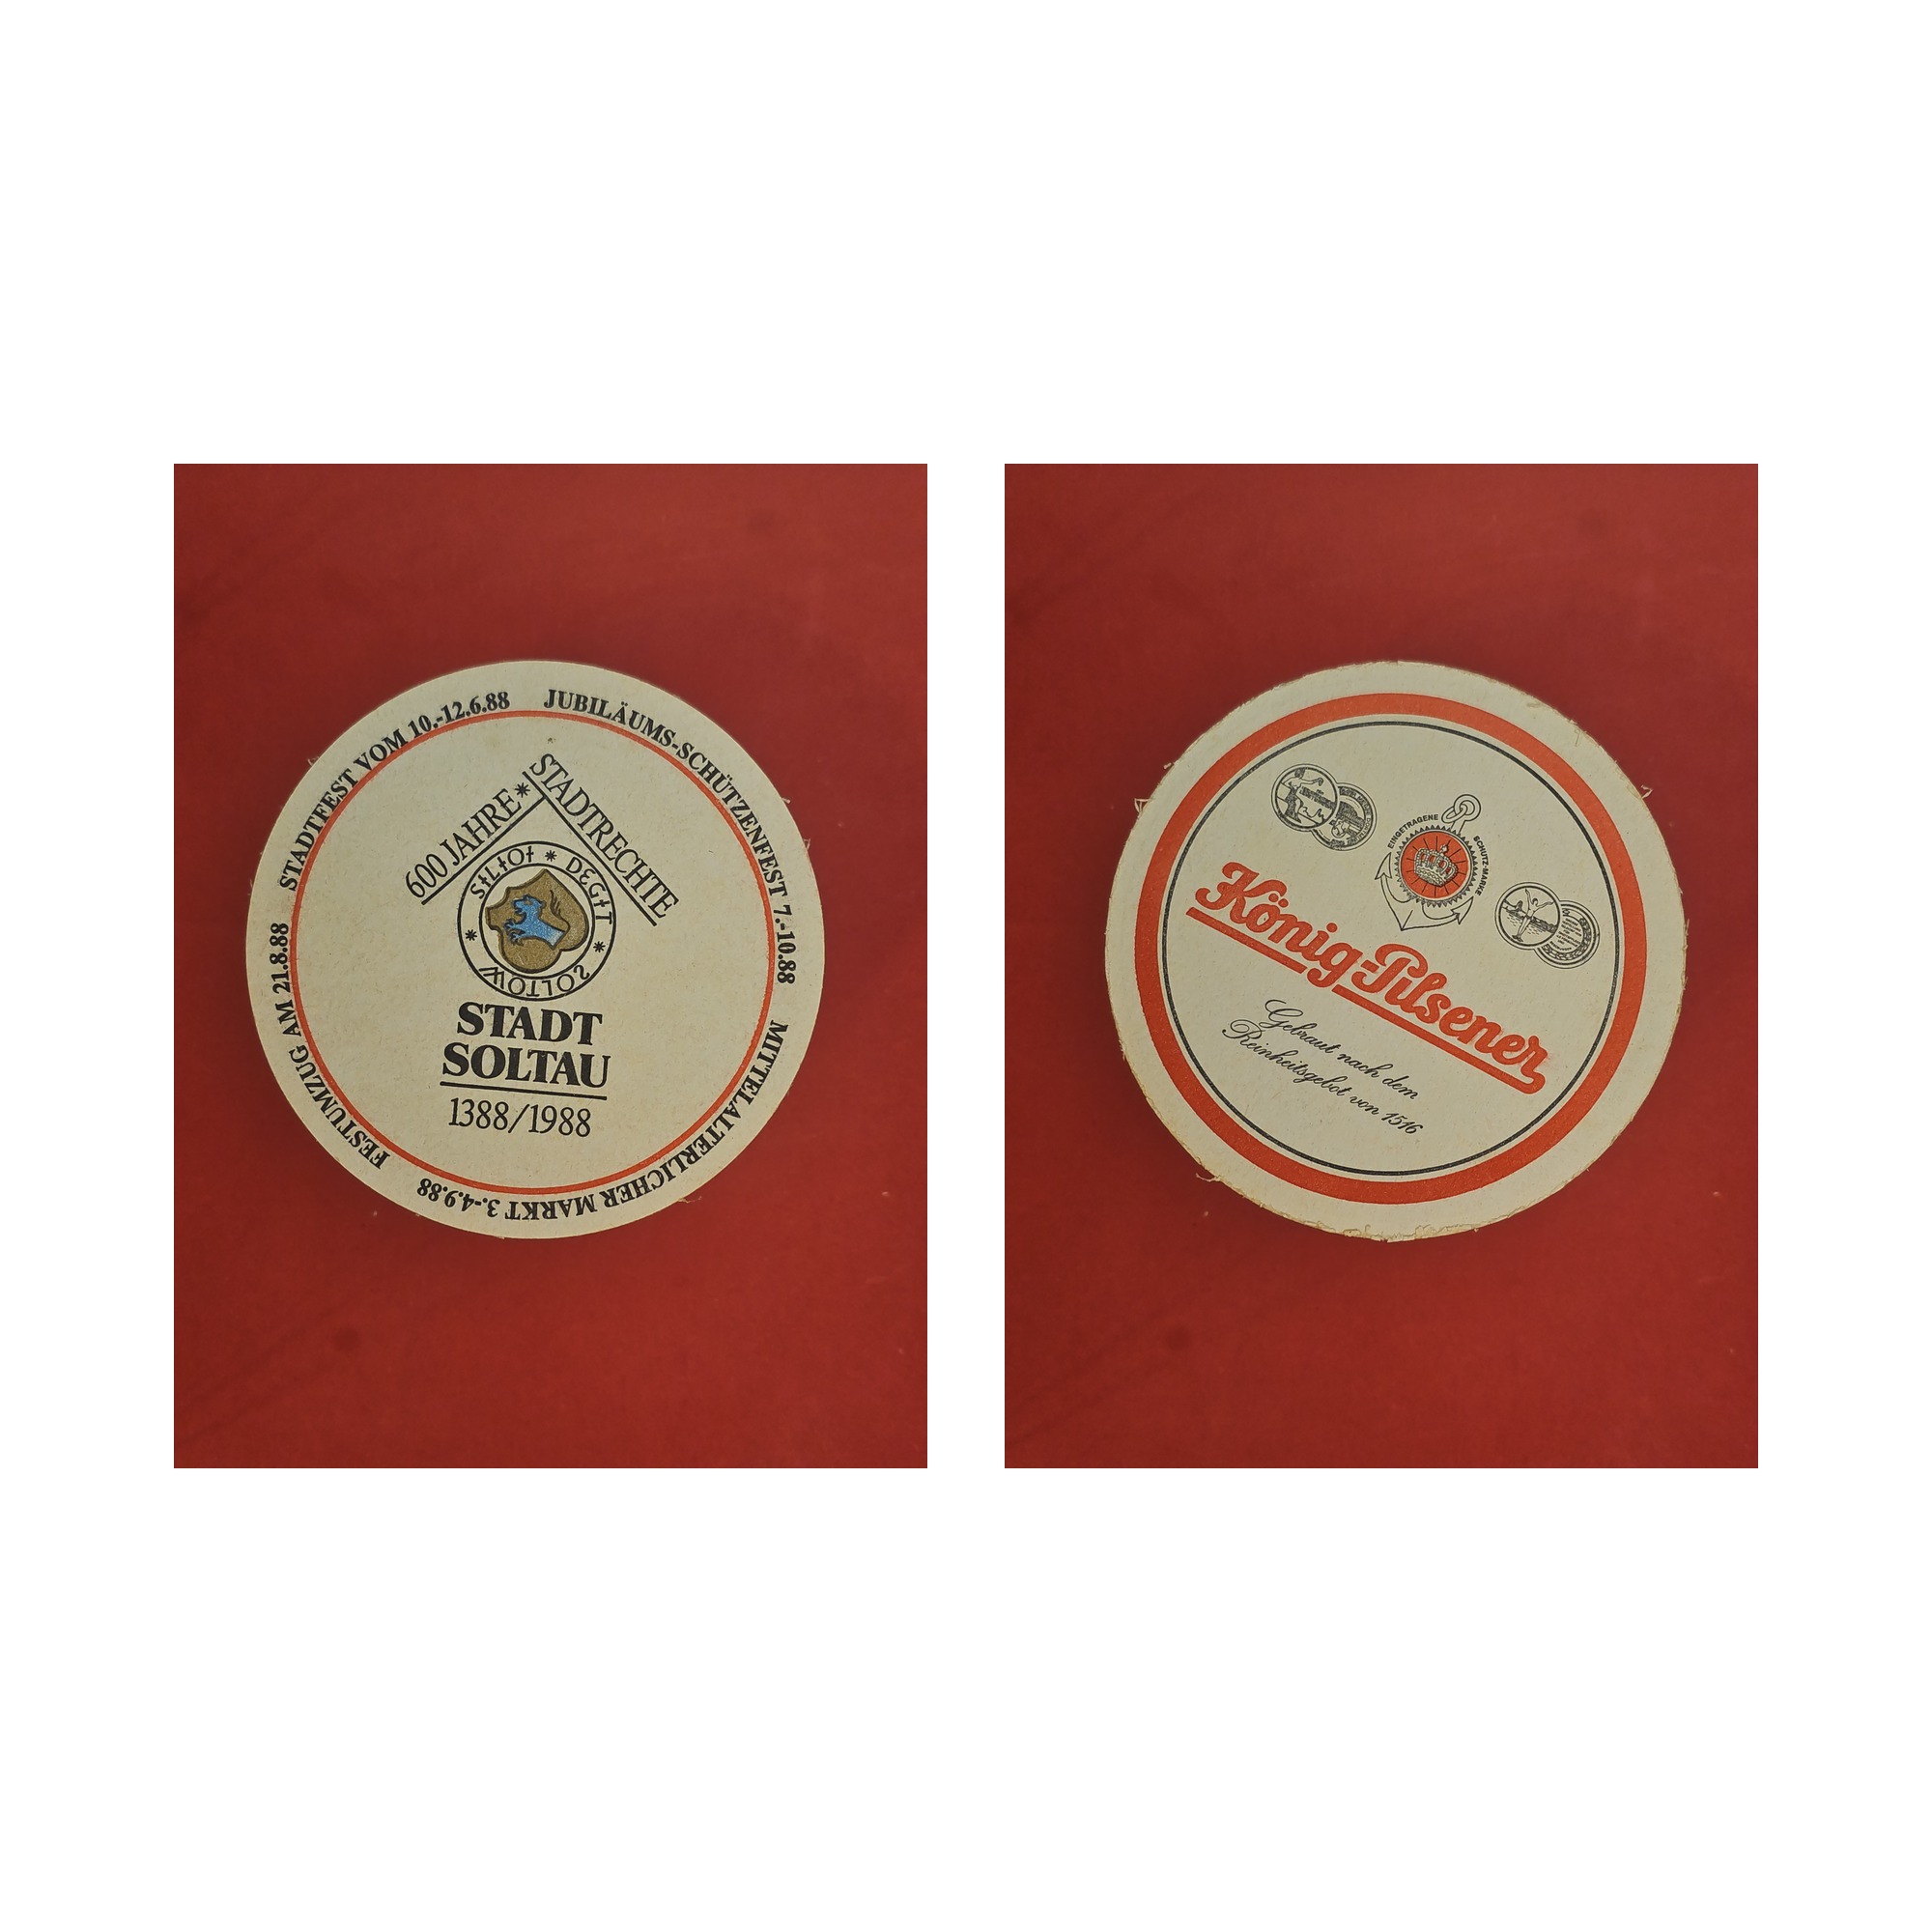 STADTFEST VOM 10.-12.6.88
JUBILÄUMS-SCHÜTZENFEST 7.-10.88
MITTELALTERLICHER MARKT 3.-4.9.88
FESTUMZUG AM 21.8.88
600 JAHRE * STADTRECHTE
SOLTOW
STADT
SOLTAU
1388/1988
EINGETRAGENE SCHUTZ-MARKE
König-Pilsener
Gebraut nach dem
Reinheitsgebot von 1516